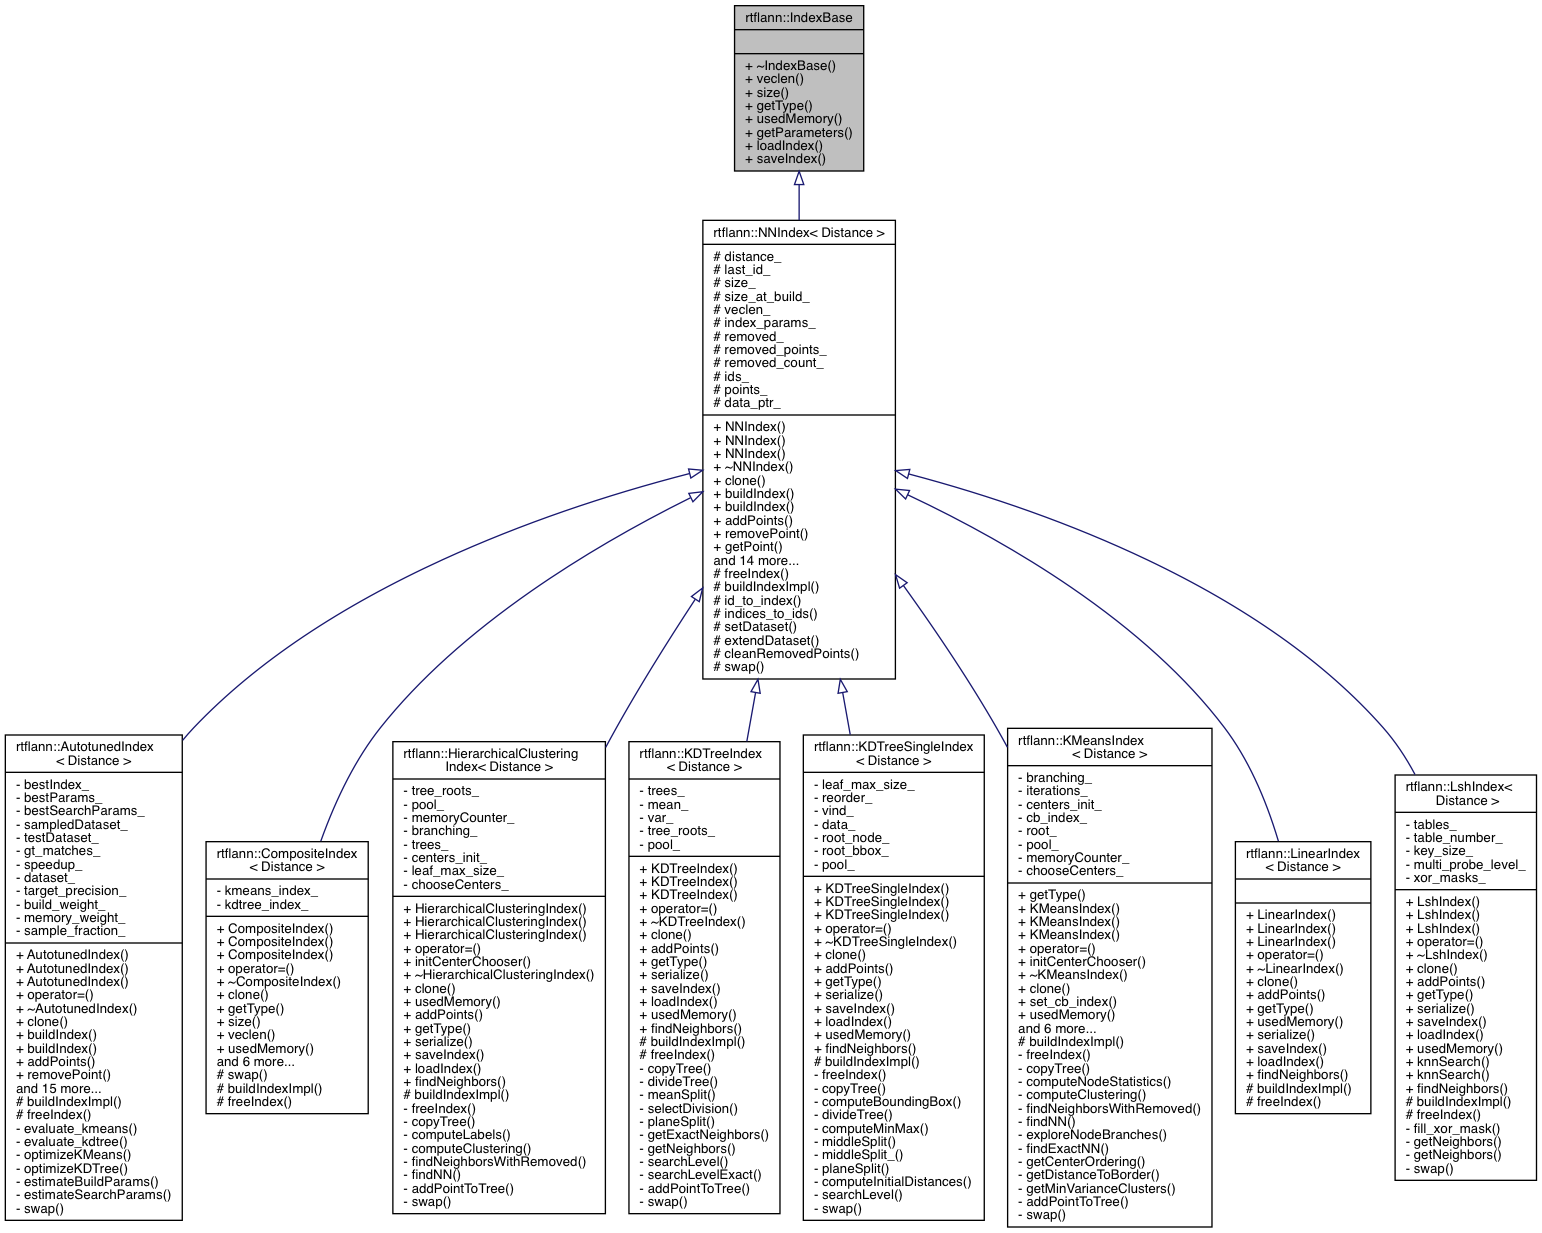 rtflann::IndexBase
+ ~IndexBase()
+ veclen()
+ size()
+ getType()
+ usedMemory()
+ getParameters()
+ loadIndex()
+ saveIndex()
rtflann::NNIndex< Distance >
# distance_
# last_id_
# size_
# size_at_build_
# veclen_
# index_params_
# removed_
# removed_points_
# removed_count_
# ids_
# points_
# data_ptr_
+ NNIndex()
+ NNIndex()
+ NNIndex()
+ ~NNIndex()
+ clone()
+ buildIndex()
+ buildIndex()
+ addPoints()
+ removePoint()
+ getPoint()
and 14 more...
# freeIndex()
# buildIndexImpl()
# id_to_index()
# indices_to_ids()
# setDataset()
# extendDataset()
# cleanRemovedPoints()
# swap()
rtflann::AutotunedIndex
< Distance >
- bestIndex_
- bestParams_
- bestSearchParams_
- sampledDataset_
- testDataset_
- gt_matches_
- speedup_
- dataset_
- target_precision_
- build_weight_
- memory_weight_
- sample_fraction_
+ AutotunedIndex()
+ AutotunedIndex()
+ AutotunedIndex()
+ operator=()
+ ~AutotunedIndex()
+ clone()
+ buildIndex()
+ buildIndex()
+ addPoints()
+ removePoint()
and 15 more...
# buildIndexImpl()
# freeIndex()
- evaluate_kmeans()
- evaluate_kdtree()
- optimizeKMeans()
- optimizeKDTree()
- estimateBuildParams()
- estimateSearchParams()
- swap()
rtflann::CompositeIndex
< Distance >
- kmeans_index_
- kdtree_index_
+ CompositeIndex()
+ CompositeIndex()
+ CompositeIndex()
+ operator=()
+ ~CompositeIndex()
+ clone()
+ getType()
+ size()
+ veclen()
+ usedMemory()
and 6 more...
# swap()
# buildIndexImpl()
# freeIndex()
rtflann::HierarchicalClustering
Index< Distance >
- tree_roots_
- pool_
- memoryCounter_
- branching_
- trees_
- centers_init_
- leaf_max_size_
- chooseCenters_
+ HierarchicalClusteringIndex()
+ HierarchicalClusteringIndex()
+ HierarchicalClusteringIndex()
+ operator=()
+ initCenterChooser()
+ ~HierarchicalClusteringIndex()
+ clone()
+ usedMemory()
+ addPoints()
+ getType()
+ serialize()
+ saveIndex()
+ loadIndex()
+ findNeighbors()
# buildIndexImpl()
- freeIndex()
- copyTree()
- computeLabels()
- computeClustering()
- findNeighborsWithRemoved()
- findNN()
- addPointToTree()
- swap()
rtflann::KDTreeIndex
< Distance >
- trees_
- mean_
- var_
- tree_roots_
- pool_
+ KDTreeIndex()
+ KDTreeIndex()
+ KDTreeIndex()
+ operator=()
+ ~KDTreeIndex()
+ clone()
+ addPoints()
+ getType()
+ serialize()
+ saveIndex()
+ loadIndex()
+ usedMemory()
+ findNeighbors()
# buildIndexImpl()
# freeIndex()
- copyTree()
- divideTree()
- meanSplit()
- selectDivision()
- planeSplit()
- getExactNeighbors()
- getNeighbors()
- searchLevel()
- searchLevelExact()
- addPointToTree()
- swap()
rtflann::KDTreeSingleIndex
< Distance >
- leaf_max_size_
- reorder_
- vind_
- data_
- root_node_
- root_bbox_
- pool_
+ KDTreeSingleIndex()
+ KDTreeSingleIndex()
+ KDTreeSingleIndex()
+ operator=()
+ ~KDTreeSingleIndex()
+ clone()
+ addPoints()
+ getType()
+ serialize()
+ saveIndex()
+ loadIndex()
+ usedMemory()
+ findNeighbors()
# buildIndexImpl()
- freeIndex()
- copyTree()
- computeBoundingBox()
- divideTree()
- computeMinMax()
- middleSplit()
- middleSplit_()
- planeSplit()
- computeInitialDistances()
- searchLevel()
- swap()
rtflann::KMeansIndex
< Distance >
- branching_
- iterations_
- centers_init_
- cb_index_
- root_
- pool_
- memoryCounter_
- chooseCenters_
+ getType()
+ KMeansIndex()
+ KMeansIndex()
+ KMeansIndex()
+ operator=()
+ initCenterChooser()
+ ~KMeansIndex()
+ clone()
+ set_cb_index()
+ usedMemory()
and 6 more...
# buildIndexImpl()
- freeIndex()
- copyTree()
- computeNodeStatistics()
- computeClustering()
- findNeighborsWithRemoved()
- findNN()
- exploreNodeBranches()
- findExactNN()
- getCenterOrdering()
- getDistanceToBorder()
- getMinVarianceClusters()
- addPointToTree()
- swap()
rtflann::LinearIndex
< Distance >
+ LinearIndex()
+ LinearIndex()
+ LinearIndex()
+ operator=()
+ ~LinearIndex()
+ clone()
+ addPoints()
+ getType()
+ usedMemory()
+ serialize()
+ saveIndex()
+ loadIndex()
+ findNeighbors()
# buildIndexImpl()
# freeIndex()
rtflann::LshIndex<
Distance >
- tables_
- table_number_
- key_size_
- multi_probe_level_
- xor_masks_
+ LshIndex()
+ LshIndex()
+ LshIndex()
+ operator=()
+ ~LshIndex()
+ clone()
+ addPoints()
+ getType()
+ serialize()
+ saveIndex()
+ loadIndex()
+ usedMemory()
+ knnSearch()
+ knnSearch()
+ findNeighbors()
# buildIndexImpl()
# freeIndex()
- fill_xor_mask()
- getNeighbors()
- getNeighbors()
- swap()